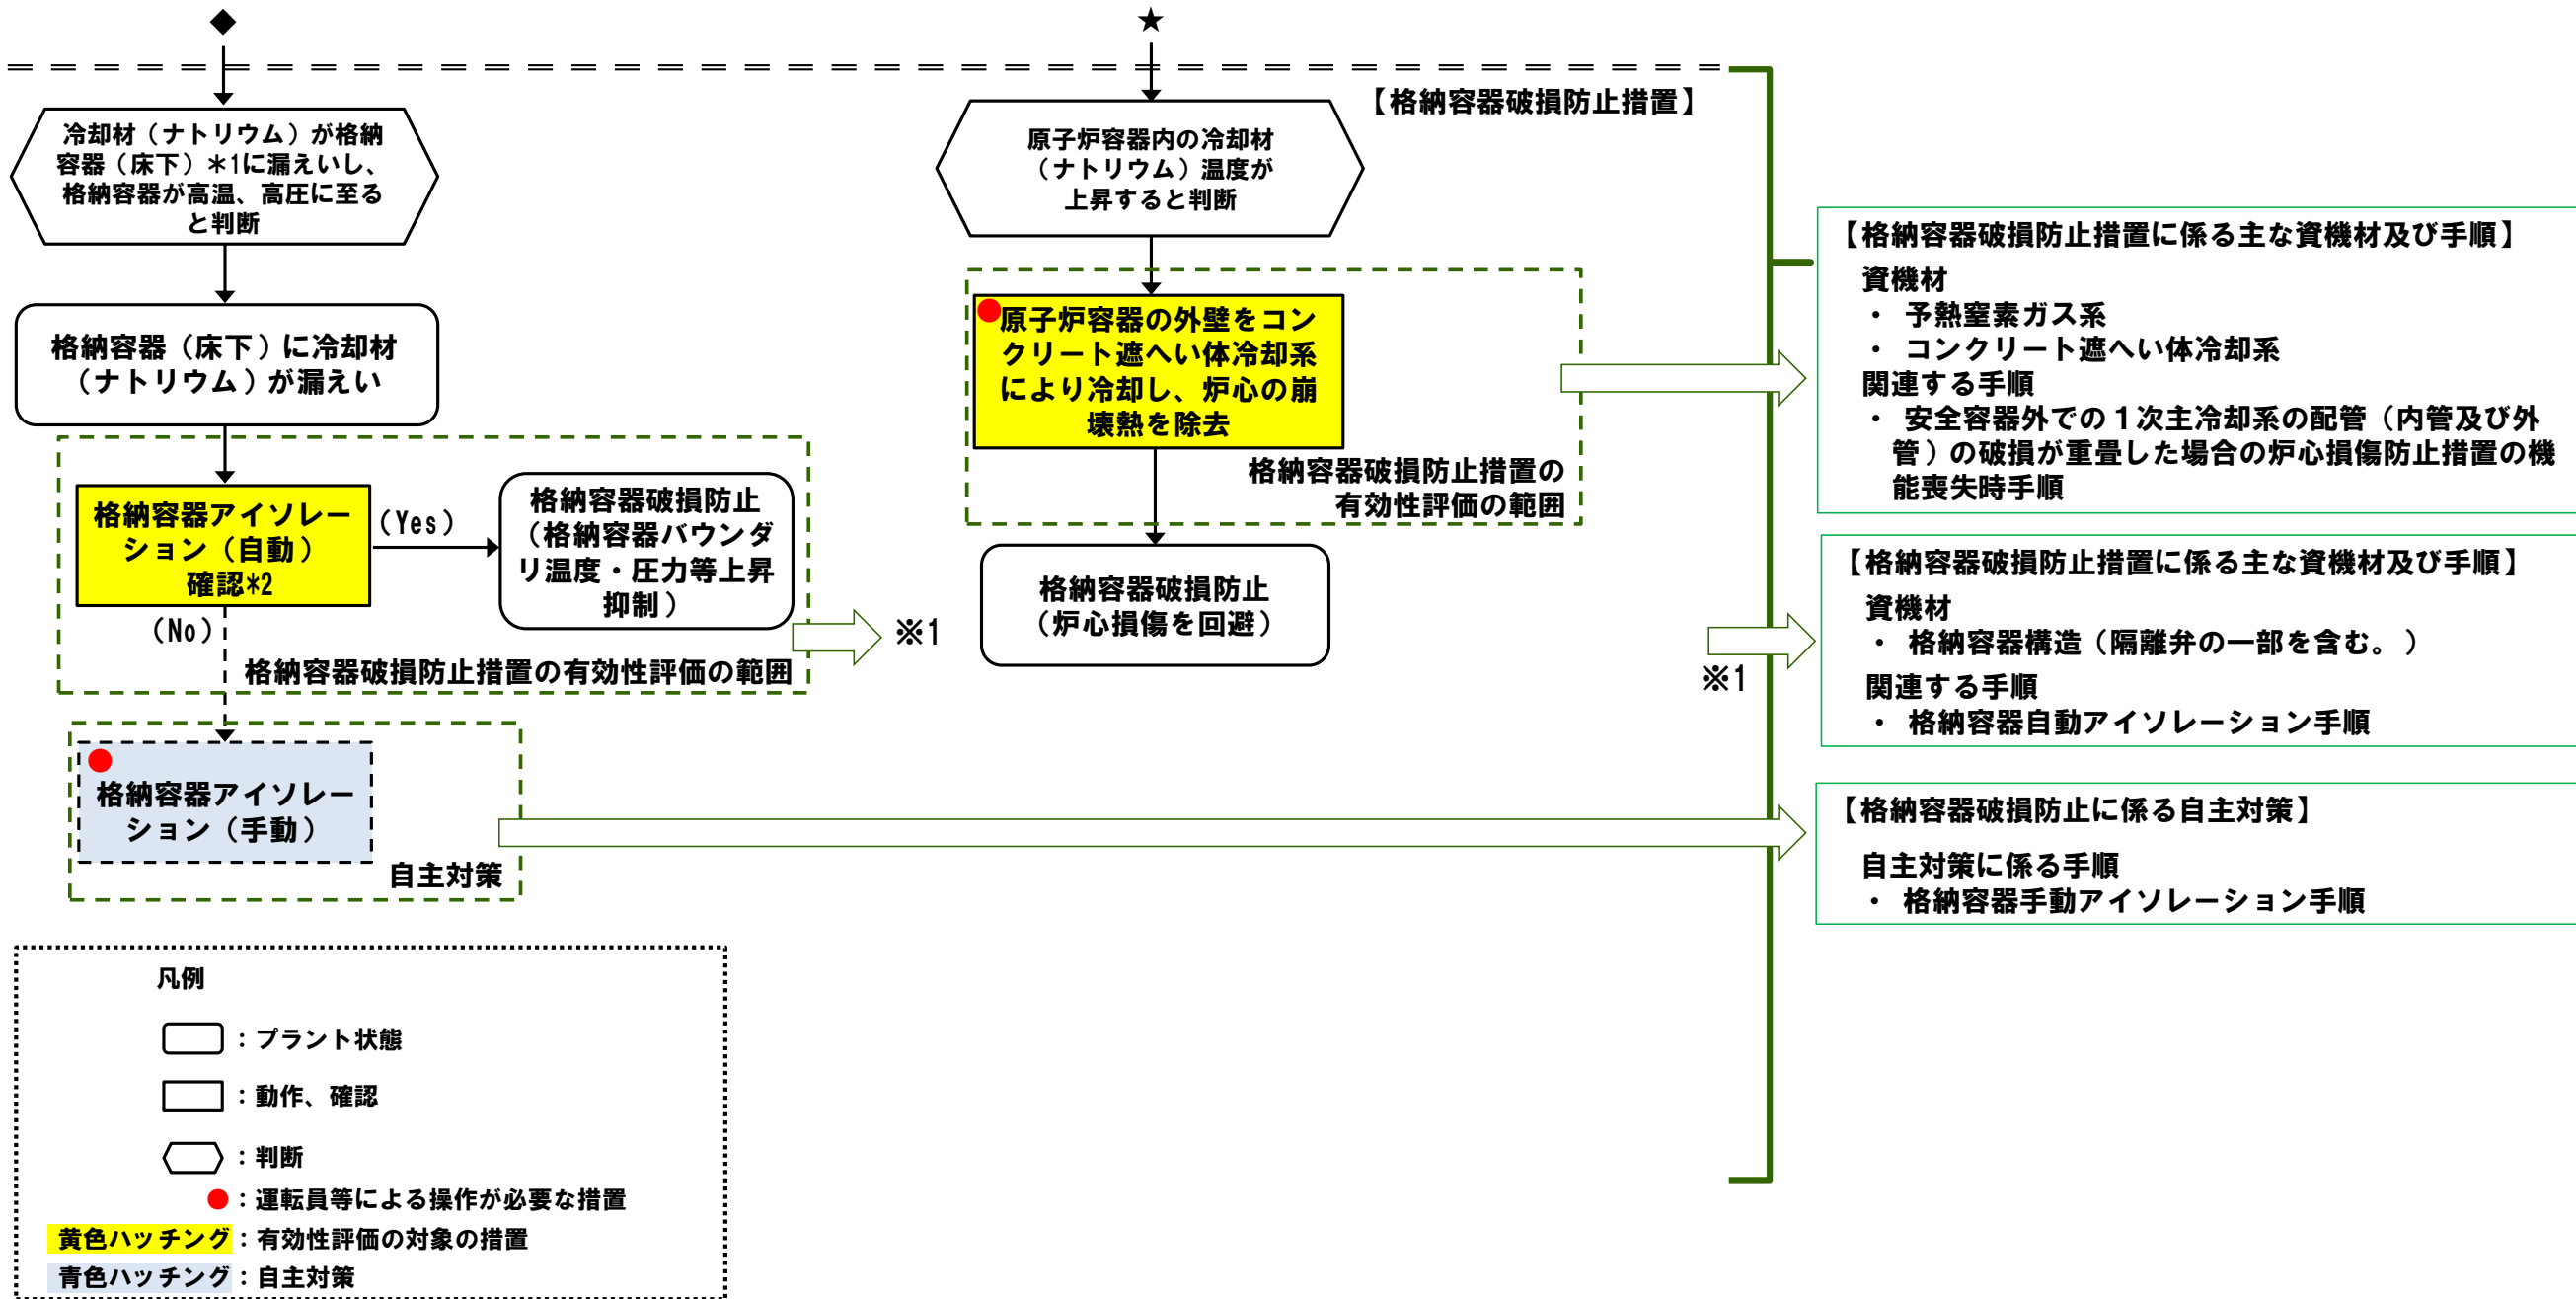 ◆
★
【格納容器破損防止措置】
冷却材（ナトリウム）が格納
容器（床下）＊1に漏えいし、
格納容器が高温、高圧に至る
と判断
格納容器（床下）に冷却材
（ナトリウム）が漏えい
格納容器アイソレー
ション（自動）
確認*2
（Yes）
（No）
格納容器破損防止
（格納容器バウンダ
リ温度・圧力等上昇
抑制）
格納容器破損防止措置の有効性評価の範囲
※1
格納容器アイソレー
ション（手動）
自主対策
原子炉容器内の冷却材
（ナトリウム）温度が
上昇すると判断
原子炉容器の外壁をコン
クリート遮へい体冷却系
により冷却し、炉心の崩
壊熱を除去
格納容器破損防止措置の
有効性評価の範囲
格納容器破損防止
（炉心損傷を回避）
※1
【格納容器破損防止措置に係る主な資機材及び手順】
資機材
・ 予熱窒素ガス系
・ コンクリート遮へい体冷却系
関連する手順
・ 安全容器外での１次主冷却系の配管（内管及び外
管）の破損が重畳した場合の炉心損傷防止措置の機
能喪失時手順
【格納容器破損防止措置に係る主な資機材及び手順】
資機材
・ 格納容器構造（隔離弁の一部を含む。）
関連する手順
・ 格納容器自動アイソレーション手順
【格納容器破損防止に係る自主対策】
自主対策に係る手順
・ 格納容器手動アイソレーション手順
凡例
：プラント状態
：動作、確認
：判断
：運転員等による操作が必要な措置
黄色ハッチング：有効性評価の対象の措置
青色ハッチング：自主対策